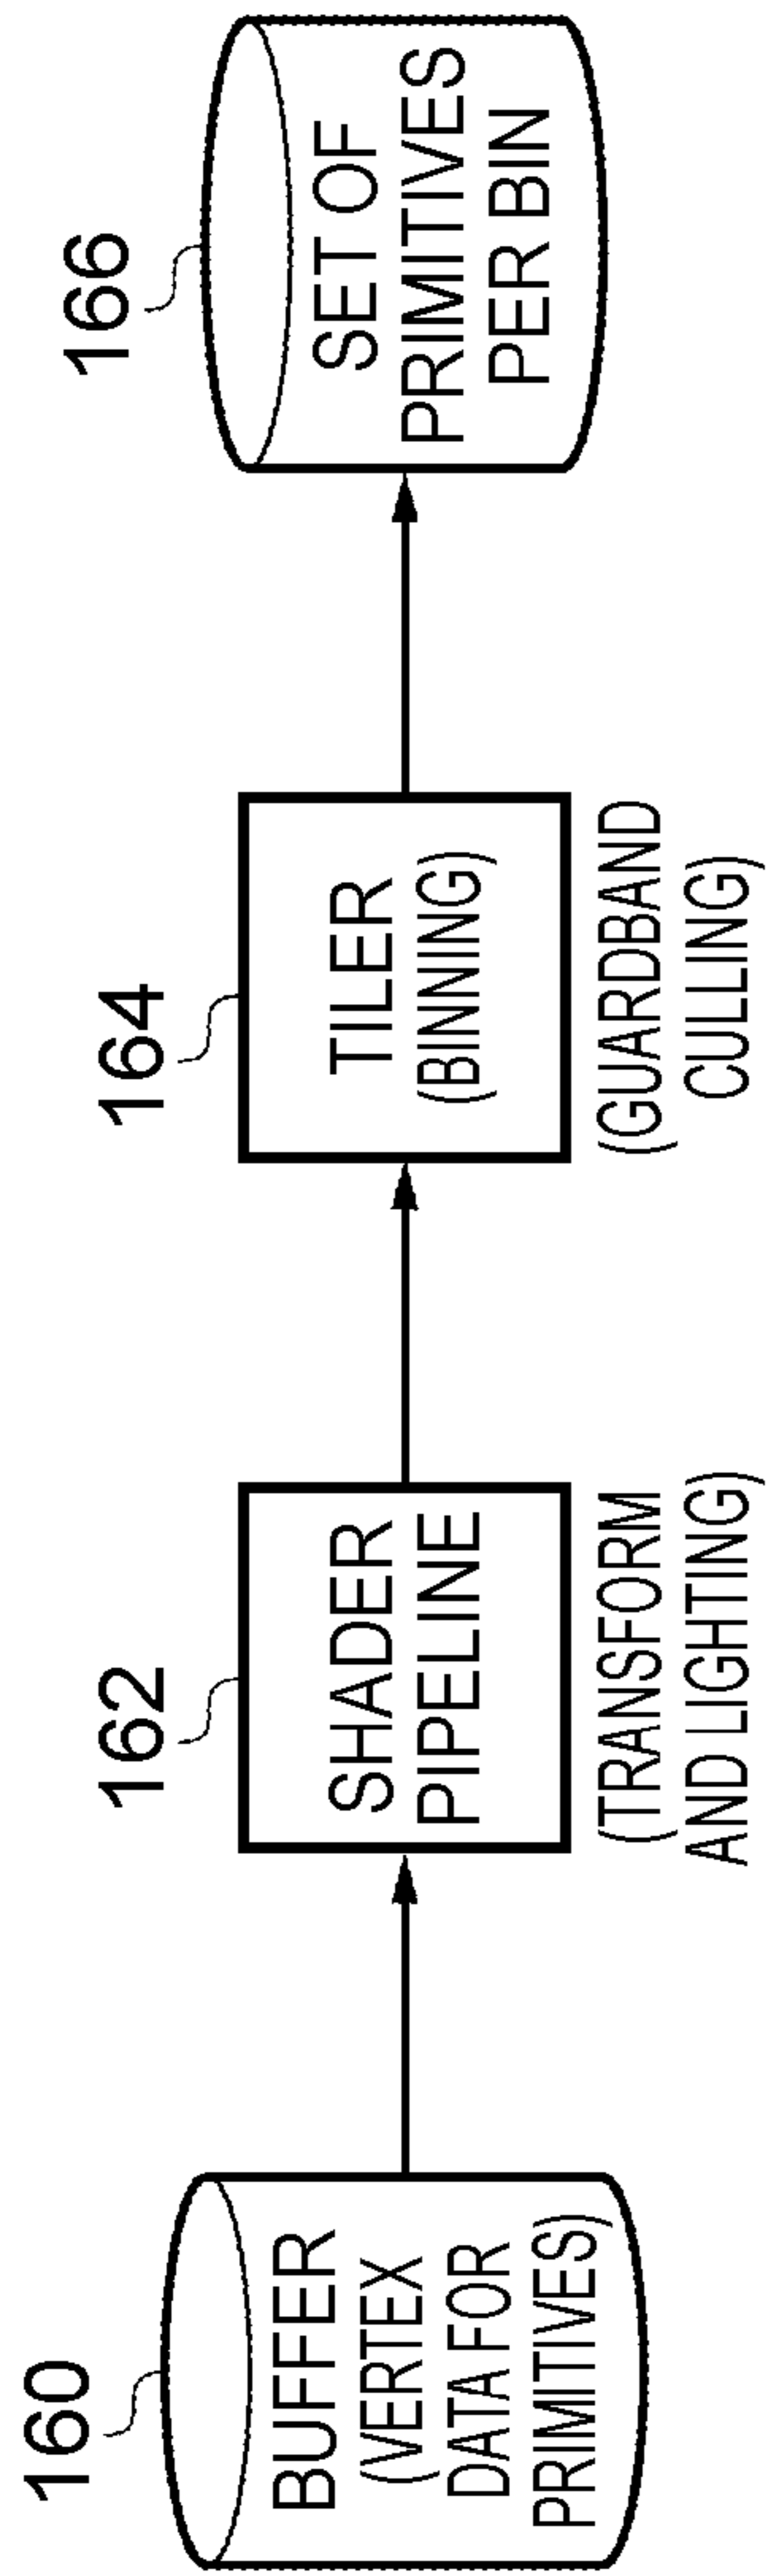 160
BUFFER
(VERTEX
DATA FOR
PRIMITIVES)
162
SHADER
PIPELINE
(TRANSFORM
AND LIGHTING)
164
TILER
(BINNING)
(GUARDBAND
CULLING)
166
SET OF
PRIMITIVES
PER BIN